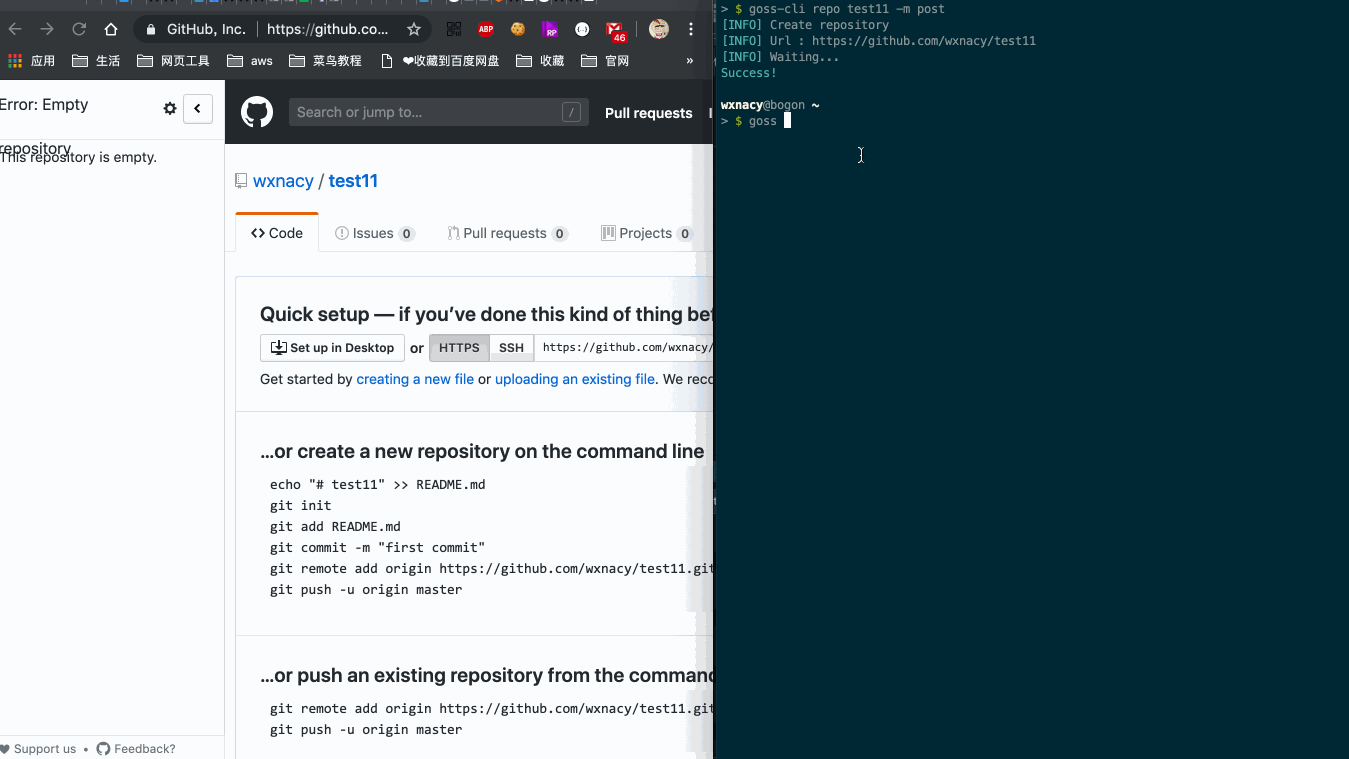 GitHub, Inc.
https://github.co...
ABP
RP
46
应用
生活
网页工具
aws
菜鸟教程
❤收藏到百度网盘
收藏
官网
»
Error: Empty
repository
This repository is empty.
Support us • Feedback?
Search or jump to...
/
Pull requests
wxnacy / test11
<> Code
Issues 0
Pull requests 0
Projects 0
Quick setup — if you’ve done this kind of thing bef
Set up in Desktop or HTTPS SSH https://github.com/wxnacy/
Get started by creating a new file or uploading an existing file. We reco
…or create a new repository on the command line
echo "# test11" >> README.md
git init
git add README.md
git commit -m "first commit"
git remote add origin https://github.com/wxnacy/test11.git
git push -u origin master
…or push an existing repository from the command
git remote add origin https://github.com/wxnacy/test11.git
git push -u origin master
> $ goss-cli repo test11 -m post
[INFO] Create repository
[INFO] Url : https://github.com/wxnacy/test11
[INFO] Waiting...
Success!
wxnacy@bogon ~
> $ goss